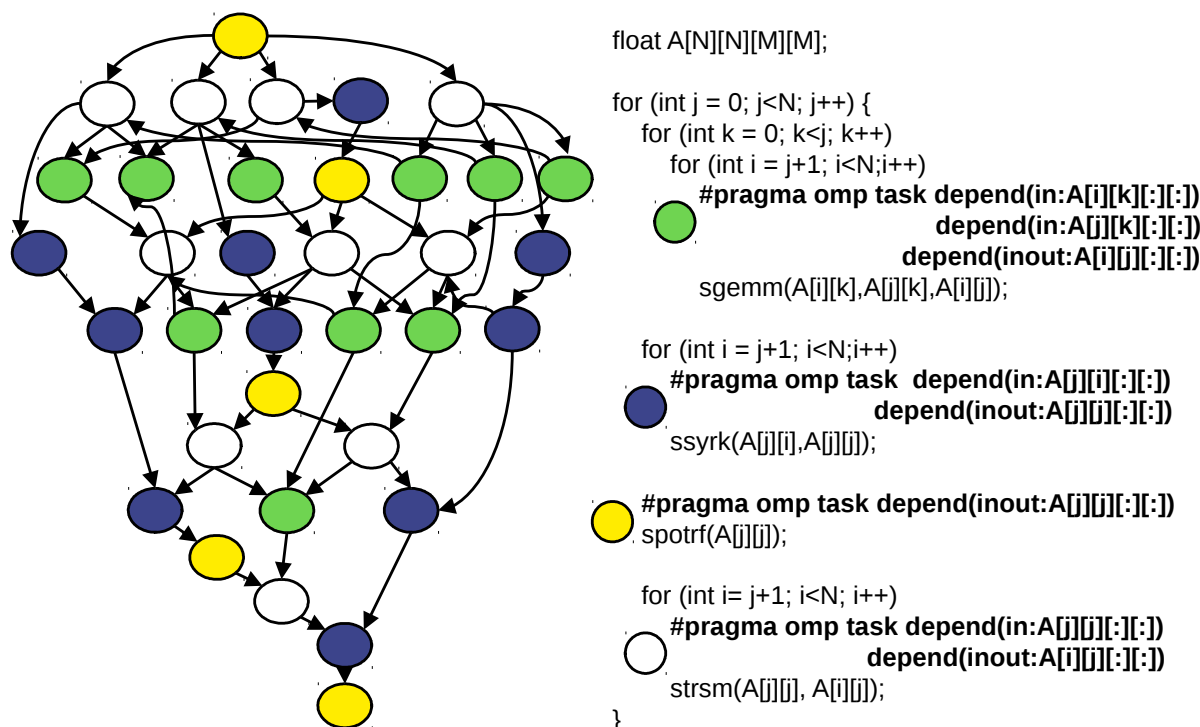 float A[N][N][M][M];
for (int j = 0; j<N; j++) {
for (int k = 0; k<j; k++)
for (int i = j+1; i<N;i++)
#pragma omp task depend(in:A[i][k][:][:])
depend(in:A[j][k][:][:])
depend(inout:A[i][j][:][:])
sgemm(A[i][k],A[j][k],A[i][j]);
for (int i = j+1; i<N;i++)
#pragma omp task depend(in:A[j][i][:][:])
depend(inout:A[j][j][:][:])
ssyrk(A[j][i],A[j][j]);
#pragma omp task depend(inout:A[j][j][:][:])
spotrf(A[j][j]);
for (int i= j+1; i<N; i++)
#pragma omp task depend(in:A[j][j][:][:])
depend(inout:A[i][j][:][:])
strsm(A[j][j], A[i][j]);
}